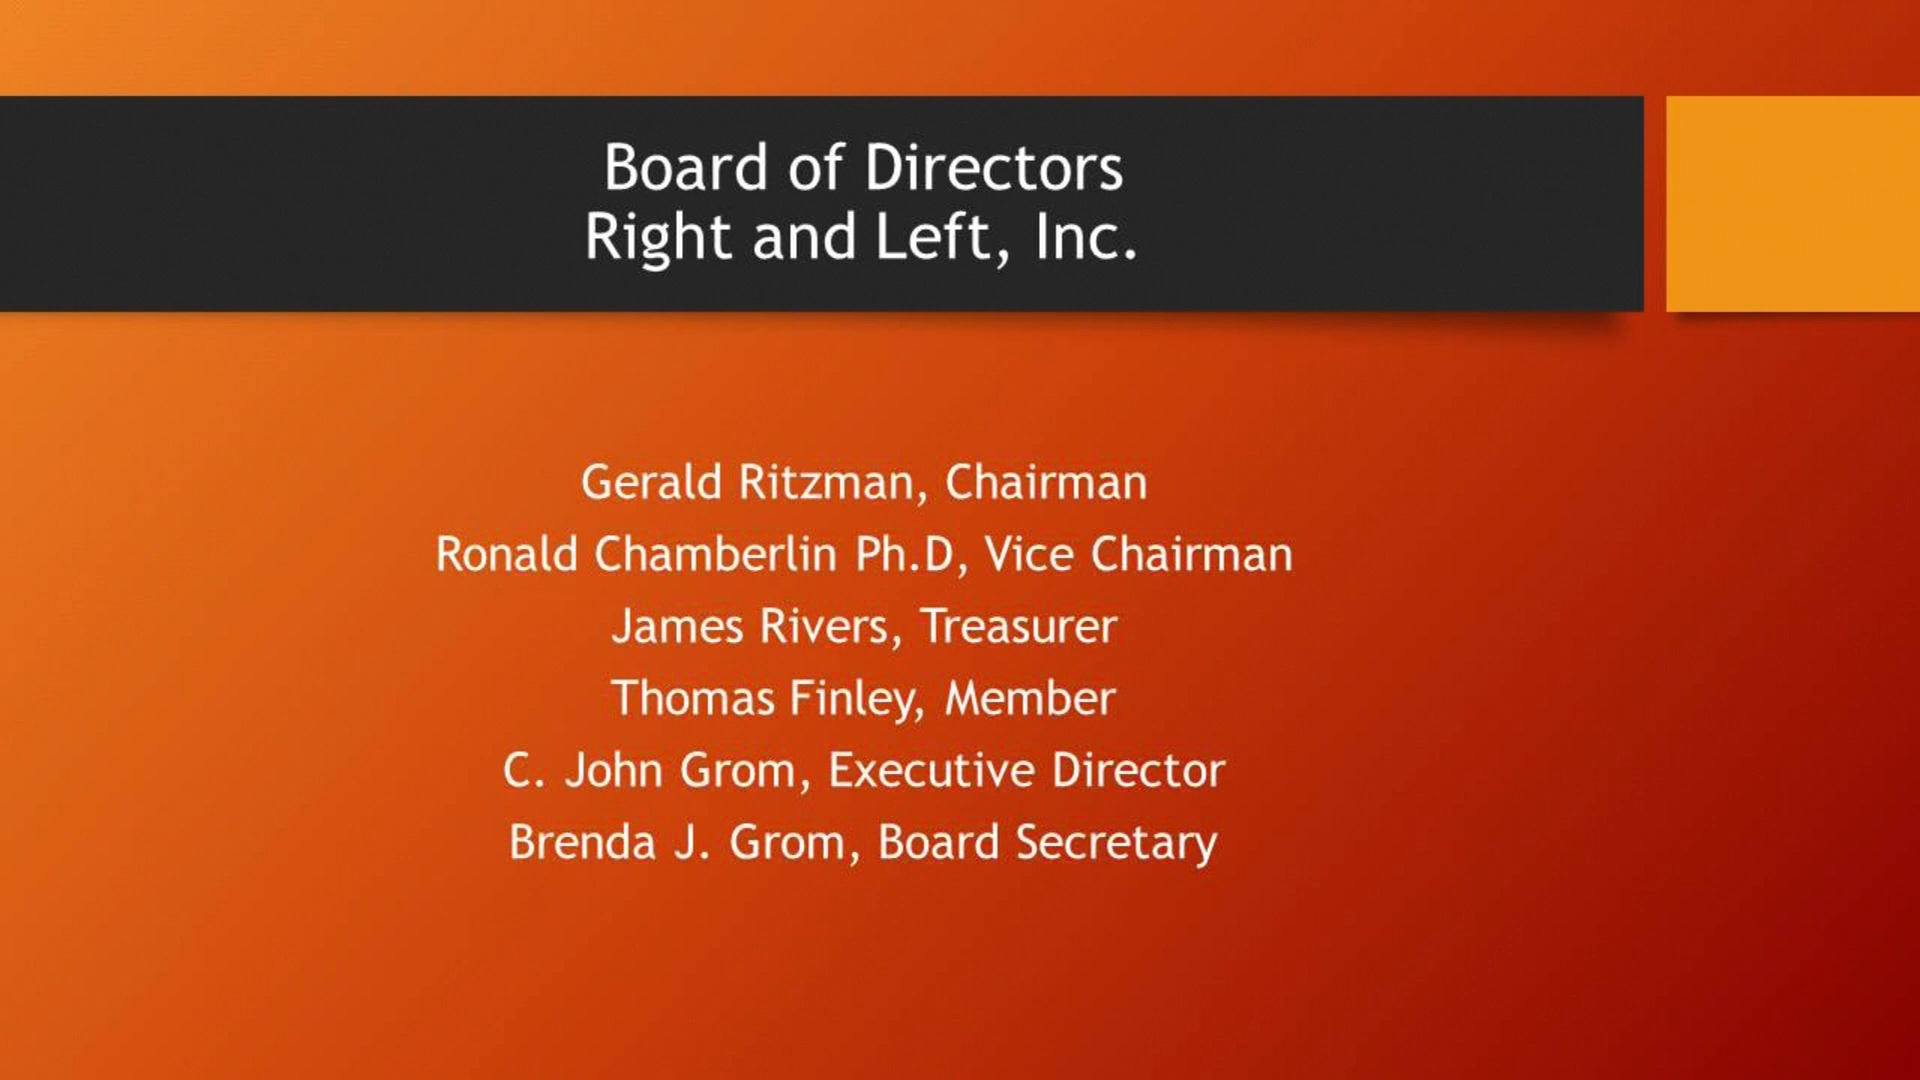 Board of Directors
Right and Left, Inc.
Gerald Ritzman, Chairman
Ronald Chamberlin Ph.D, Vice Chairman
James Rivers, Treasurer
Thomas Finley, Member
C. John Grom, Executive Director
Brenda J. Grom, Board Secretary